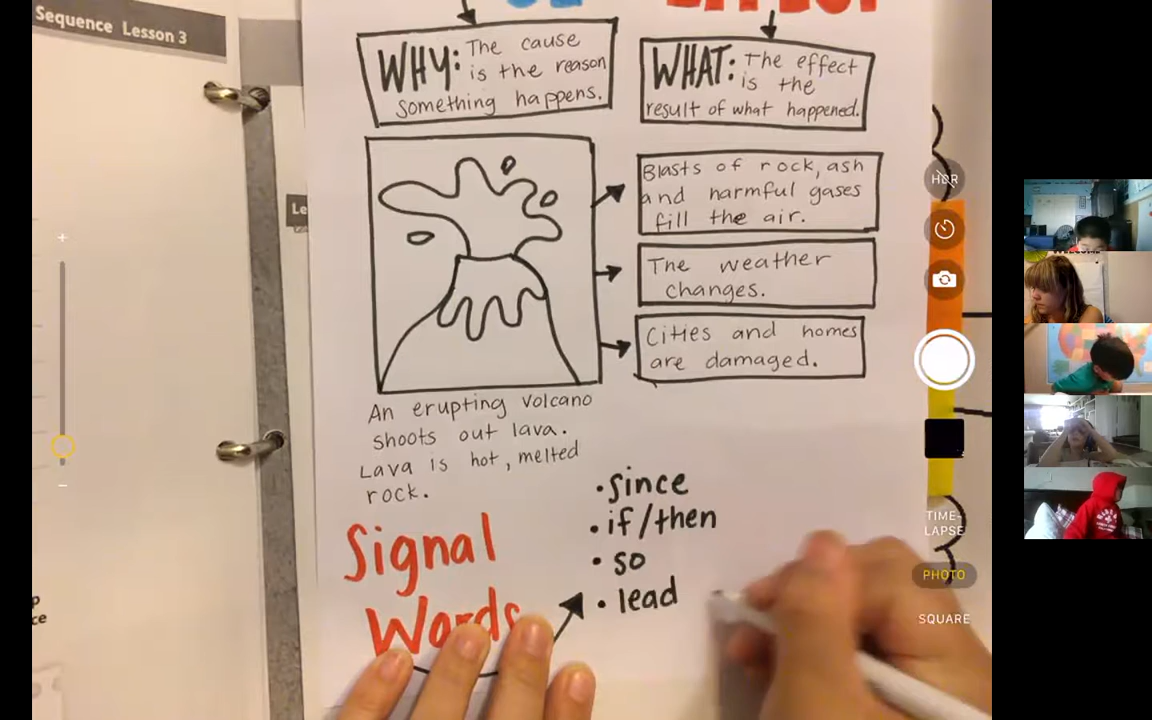 Sequence Lesson 3
WHY: The cause
is the reason
something happens.
WHAT: The effect
is the
result of what happened.
Blasts of rock, ash
and harmful gases
fill the air.
The weather
changes.
Cities and homes
are damaged.
An erupting volcano
shoots out lava.
Lava is hot, melted
rock.
Signal
Words
• since
• if/then
• so
• lead
Le
HDR
TIME-
LAPSE
PHOTO
SQUARE